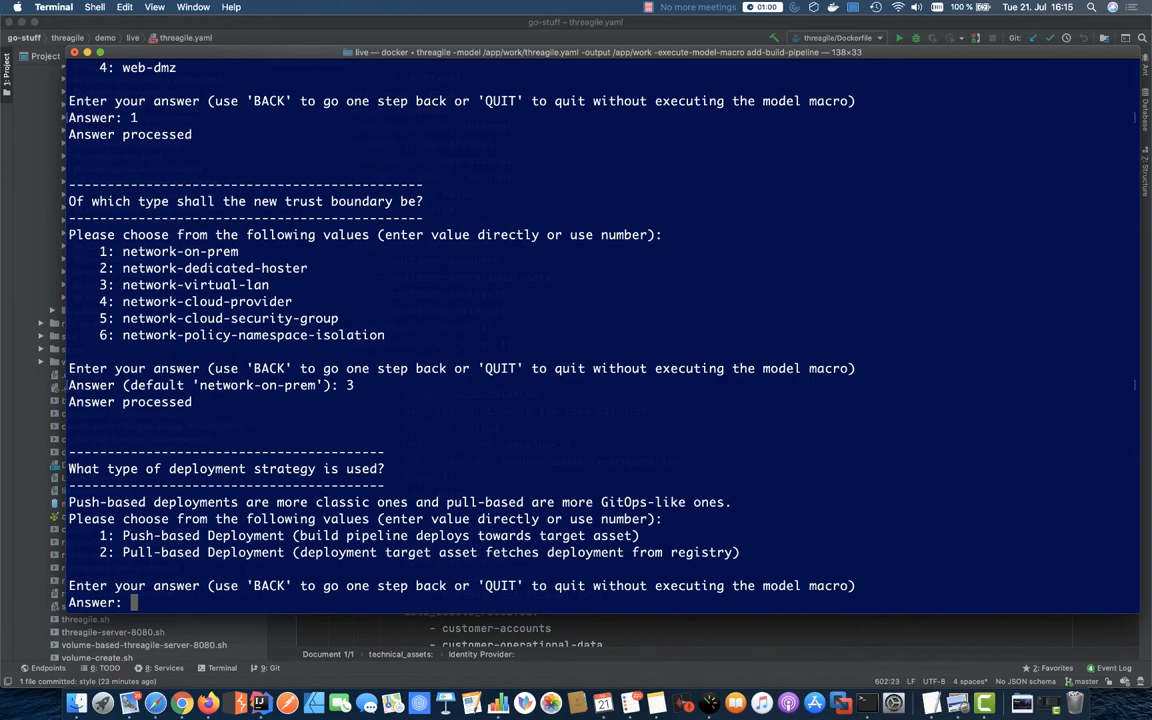 Terminal Shell Edit View Window Help No more meetings 01:00 100 % Tue 21. Jul 16:15
go-stuff – threagile.yaml
go-stuff threagile demo live threagile.yaml threagile/Dockerfile Git:
live — docker • threagile -model /app/work/threagile.yaml -output /app/work -execute-model-macro add-build-pipeline — 138×33
1: Project
Project
4: web-dmz
Enter your answer (use 'BACK' to go one step back or 'QUIT' to quit without executing the model macro)
Answer: 1
Answer processed
-------------------------------------------
Of which type shall the new trust boundary be?
-------------------------------------------
Please choose from the following values (enter value directly or use number):
1: network-on-prem
2: network-dedicated-hoster
3: network-virtual-lan
4: network-cloud-provider
5: network-cloud-security-group
6: network-policy-namespace-isolation
Enter your answer (use 'BACK' to go one step back or 'QUIT' to quit without executing the model macro)
Answer (default 'network-on-prem'): 3
Answer processed
-------------------------------------------
What type of deployment strategy is used?
-------------------------------------------
Push-based deployments are more classic ones and pull-based are more GitOps-like ones.
Please choose from the following values (enter value directly or use number):
1: Push-based Deployment (build pipeline deploys towards target asset)
2: Pull-based Deployment (deployment target asset fetches deployment from registry)
Enter your answer (use 'BACK' to go one step back or 'QUIT' to quit without executing the model macro)
Answer:
Ant
Database
Z: Structure
threagile.sh
threagile-server-8080.sh
volume-based-threagile-server-8080.sh
volume-create.sh
- customer-accounts
- customer-operational-data
Document 1/1 technical_assets: Identity Provider:
Endpoints 6: TODO 8: Services Terminal 9: Git 2: Favorites Event Log
1 file committed: style (23 minutes ago) 602:23 LF UTF-8 4 spaces* No JSON schema master